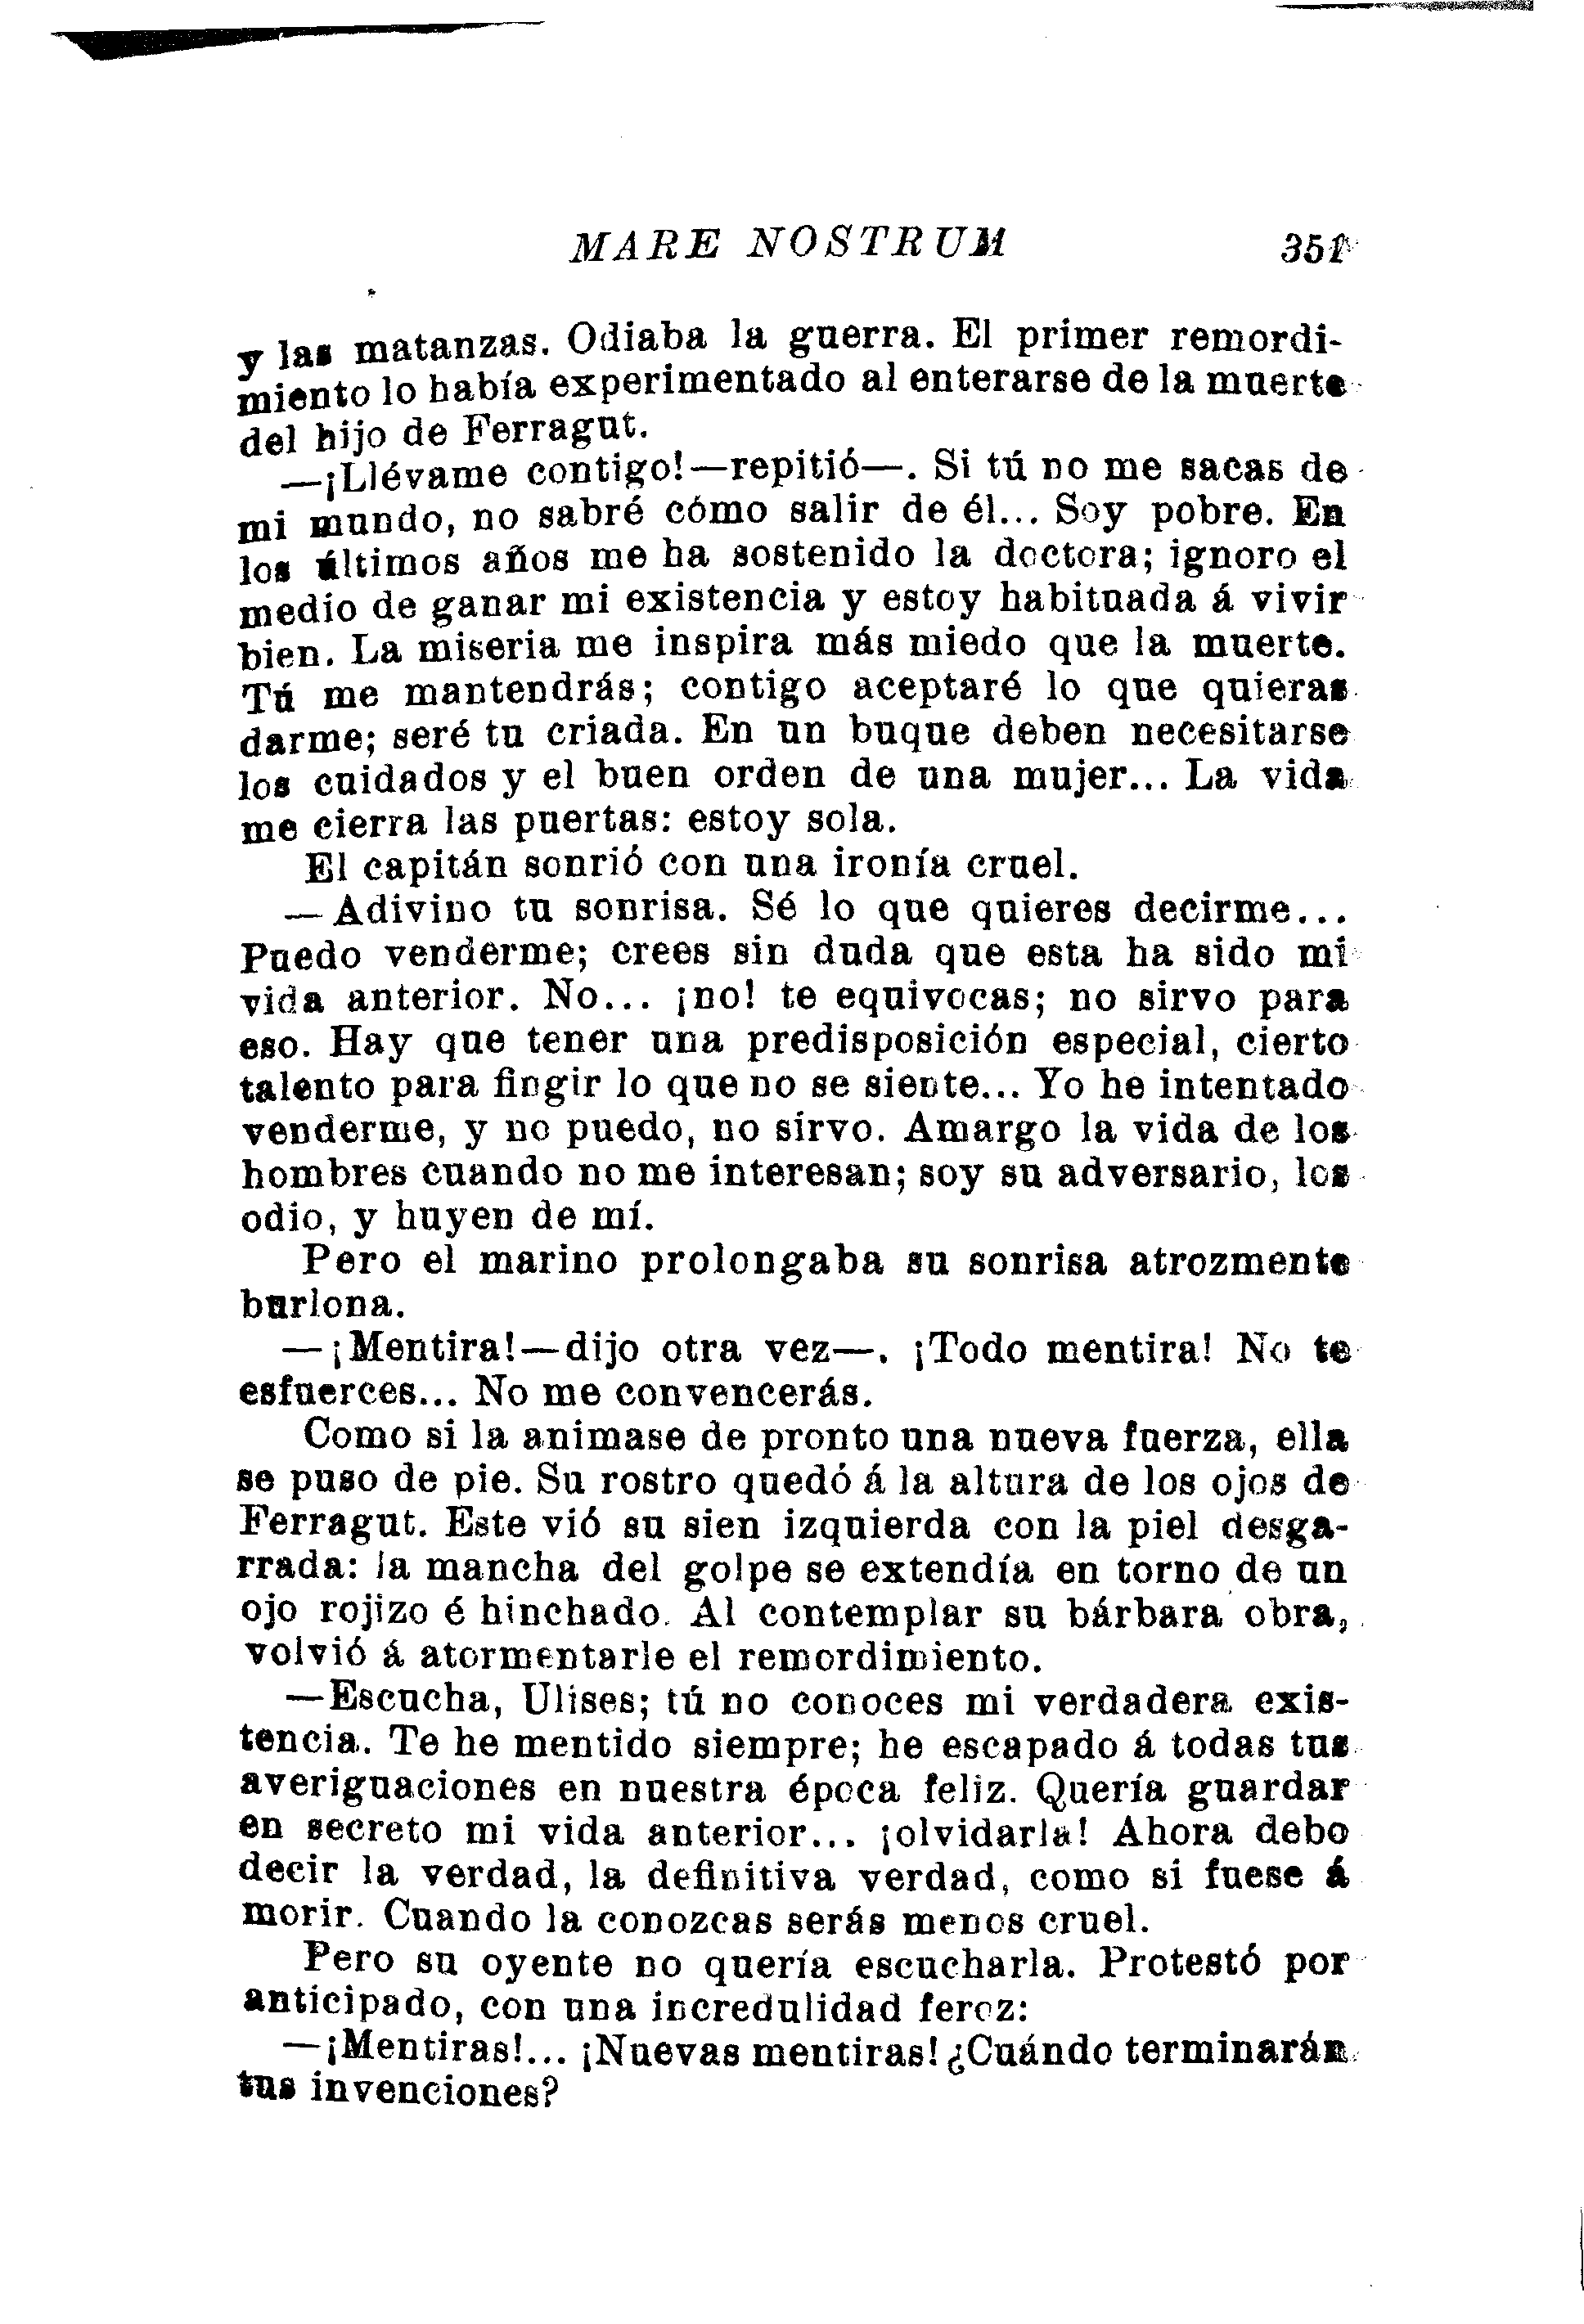 MARE NOSTRUM 351
y las matanzas. Odiaba la guerra. El primer remordi-
miento lo había experimentado al enterarse de la muerte
del hijo de Ferragut.
—¡Llévame contigo!—repitió—. Si tú no me sacas de
mi mundo, no sabré cómo salir de él... Soy pobre. En
los últimos años me ha sostenido la doctora; ignoro el
medio de ganar mi existencia y estoy habituada á vivir
bien. La miseria me inspira más miedo que la muerte.
Tú me mantendrás; contigo aceptaré lo que quieras
darme; seré tu criada. En un buque deben necesitarse
los cuidados y el buen orden de una mujer... La vida
me cierra las puertas: estoy sola.
El capitán sonrió con una ironía cruel.
—Adivino tu sonrisa. Sé lo que quieres decirme...
Puedo venderme; crees sin duda que esta ha sido mi
vida anterior. No... ¡no! te equivocas; no sirvo para
eso. Hay que tener una predisposición especial, cierto
talento para fingir lo que no se siente... Yo he intentado
venderme, y no puedo, no sirvo. Amargo la vida de los
hombres cuando no me interesan; soy su adversario, los
odio, y huyen de mí.
Pero el marino prolongaba su sonrisa atrozmente
burlona.
—¡Mentira!—dijo otra vez—. ¡Todo mentira! No te
esfuerces... No me convencerás.
Como si la animase de pronto una nueva fuerza, ella
se puso de pie. Su rostro quedó á la altura de los ojos de
Ferragut. Este vió su sien izquierda con la piel desga-
rrada: la mancha del golpe se extendía en torno de un
ojo rojizo é hinchado. Al contemplar su bárbara obra,
volvió á atormentarle el remordimiento.
—Escucha, Ulises; tú no conoces mi verdadera exis-
tencia. Te he mentido siempre; he escapado á todas tus
averiguaciones en nuestra época feliz. Quería guardar
en secreto mi vida anterior... ¡olvidarla! Ahora debo
decir la verdad, la definitiva verdad, como si fuese á
morir. Cuando la conozcas serás menos cruel.
Pero su oyente no quería escucharla. Protestó por
anticipado, con una incredulidad feroz:
—¡Mentiras!... ¡Nuevas mentiras! ¿Cuándo terminarán
tus invenciones?